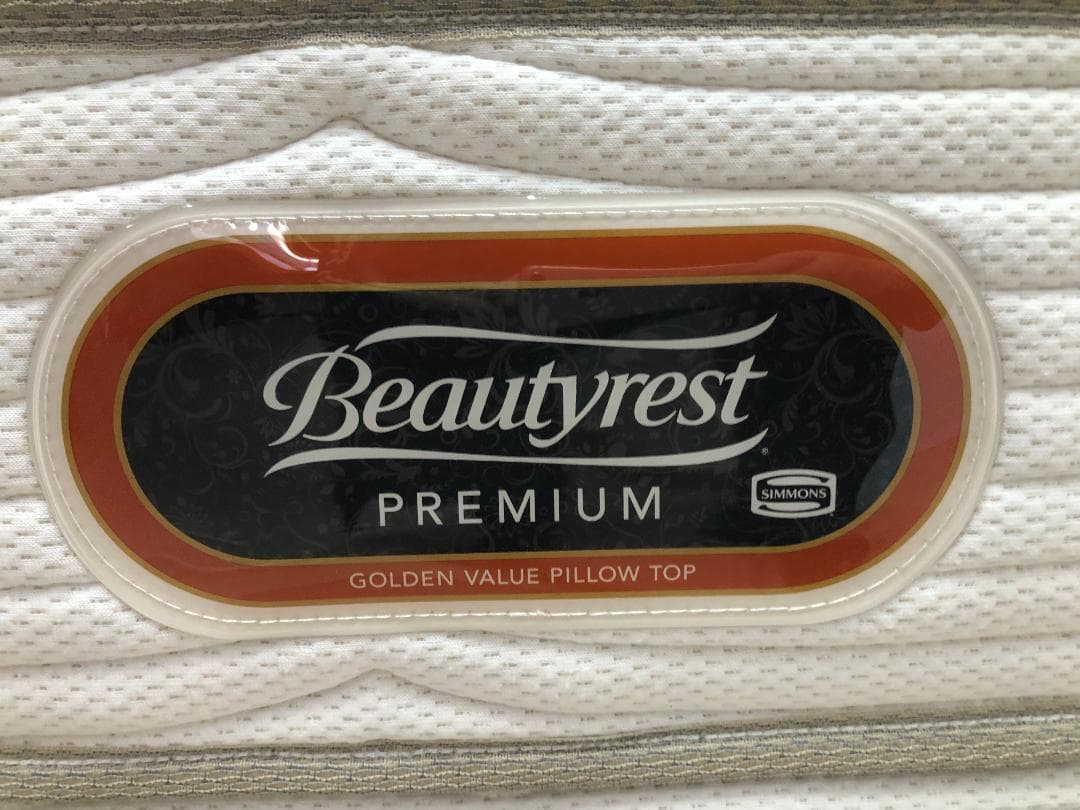 Beautyrest®
PREMIUM
SIMMONS
GOLDEN VALUE PILLOW TOP